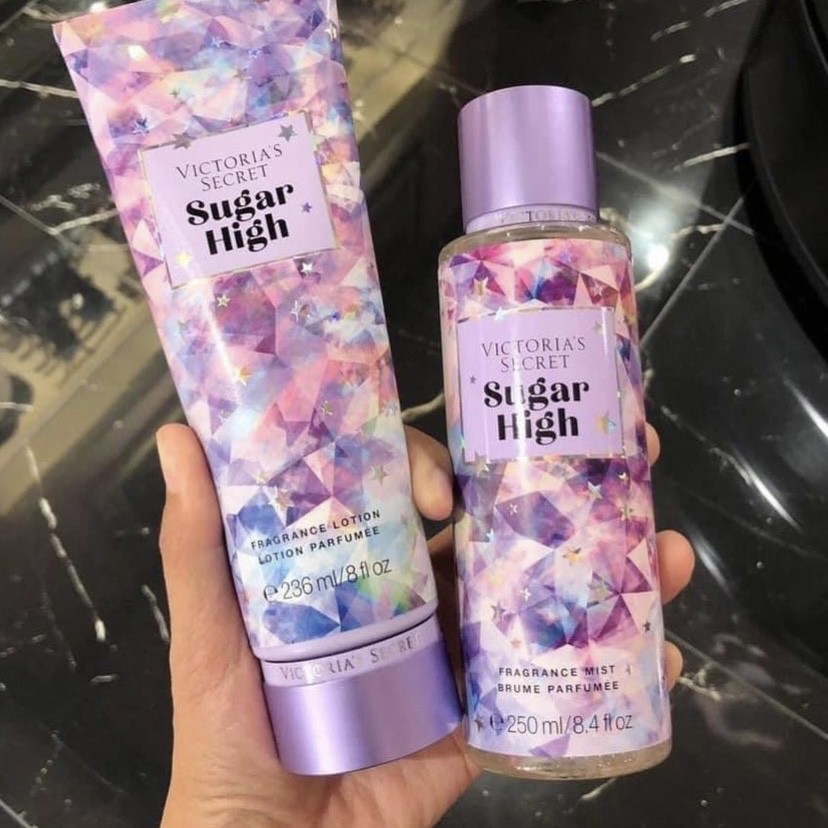 VICTORIA'S
SECRET
Sugar
High
FRAGRANCE LOTION
LOTION PARFUMÉE
℮ 236 ml/8 fl oz
VICTORIA'S SECRET
VICTORIA'S
SECRET
Sugar
High
FRAGRANCE MIST
BRUME PARFUMÉE
℮ 250 ml/8.4 fl oz